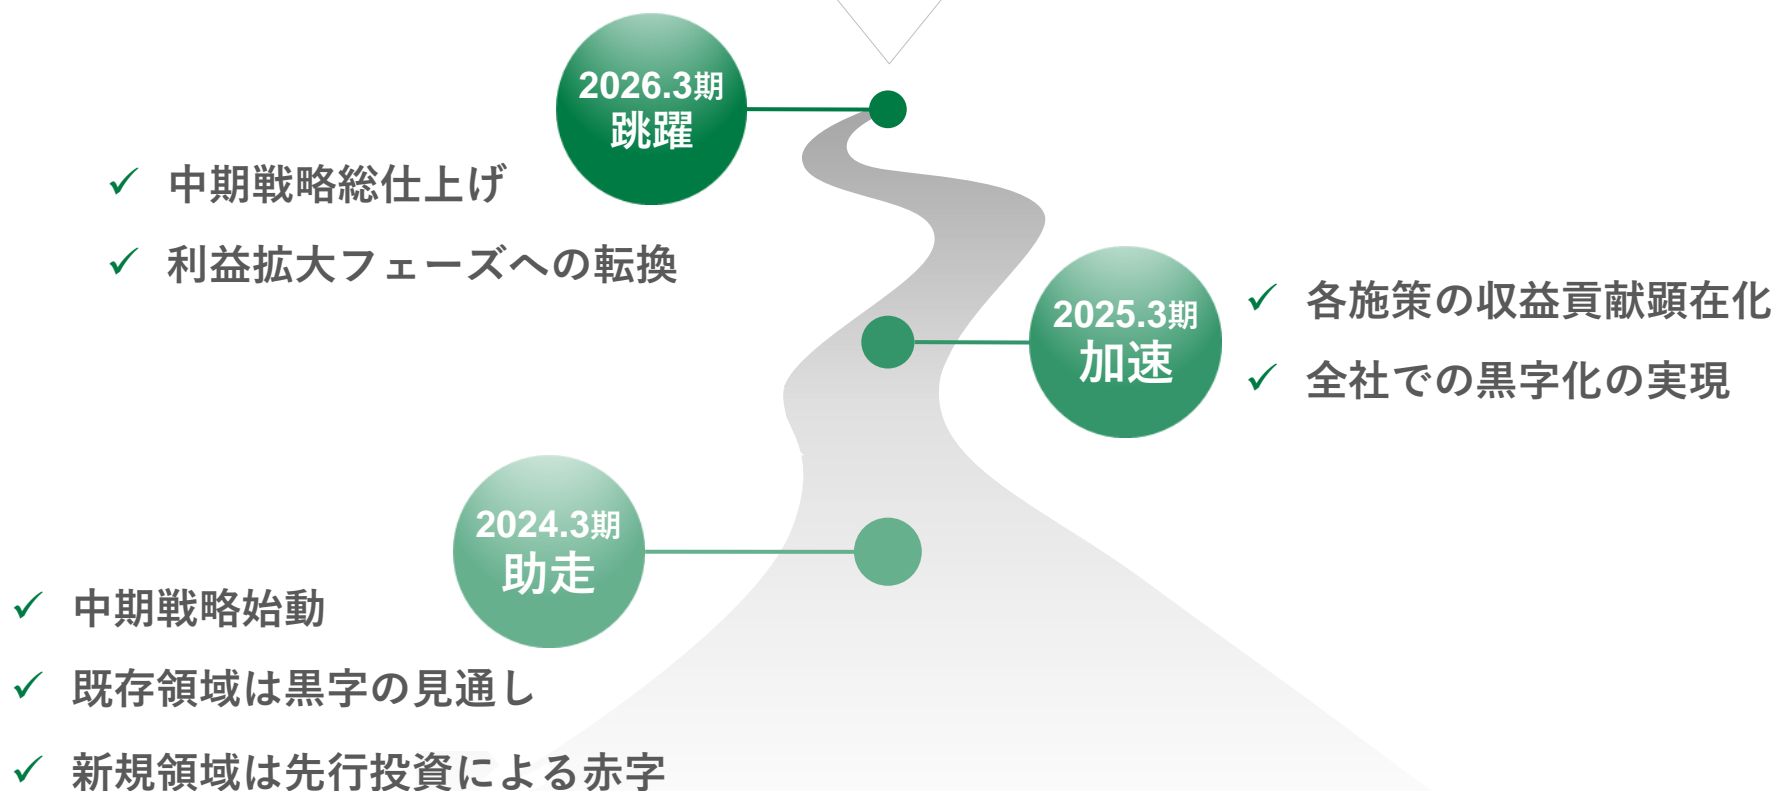 2026.3期
跳躍
✓ 中期戦略総仕上げ
✓ 利益拡大フェーズへの転換
2025.3期
加速
✓ 各施策の収益貢献顕在化
✓ 全社での黒字化の実現
2024.3期
助走
✓ 中期戦略始動
✓ 既存領域は黒字の見通し
✓ 新規領域は先行投資による赤字